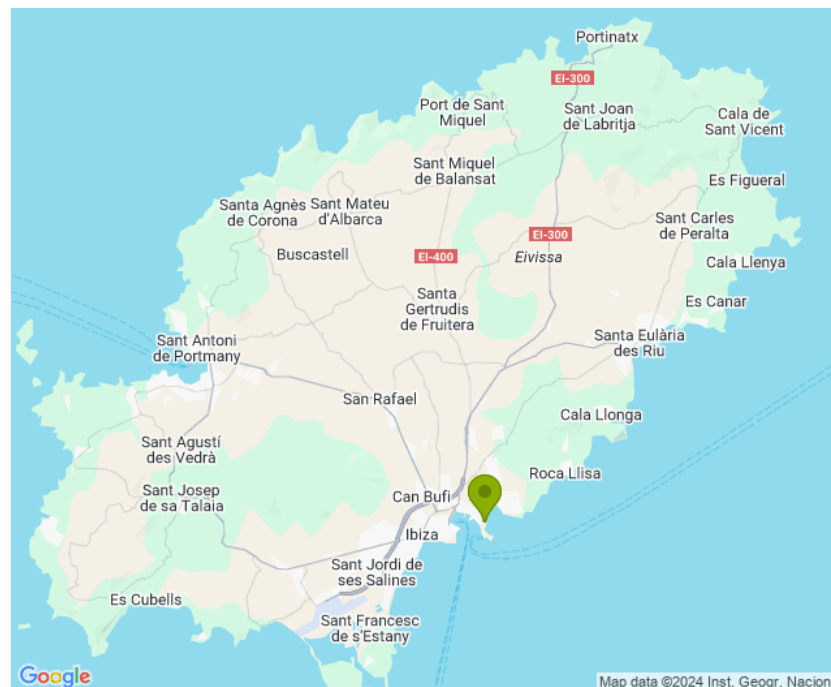 Portinatx
EI-300
Port de Sant
Miquel
Sant Joan
de Labritja
Cala de
Sant Vicent
Sant Miquel
de Balansat
Es Figueral
Santa Agnès
de Corona
Sant Mateu
d'Albarca
Sant Carles
de Peralta
EI-300
Buscastell
EI-400
Eivissa
Cala Llenya
Santa
Gertrudis
de Fruitera
Es Canar
Sant Antoni
de Portmany
Santa Eulària
des Riu
San Rafael
Cala Llonga
Sant Agustí
des Vedrà
Roca Llisa
Sant Josep
de sa Talaia
Can Bufi
Ibiza
Sant Jordi de
ses Salines
Es Cubells
Sant Francesc
de s'Estany
Google
Map data ©2024 Inst. Geogr. Nacion